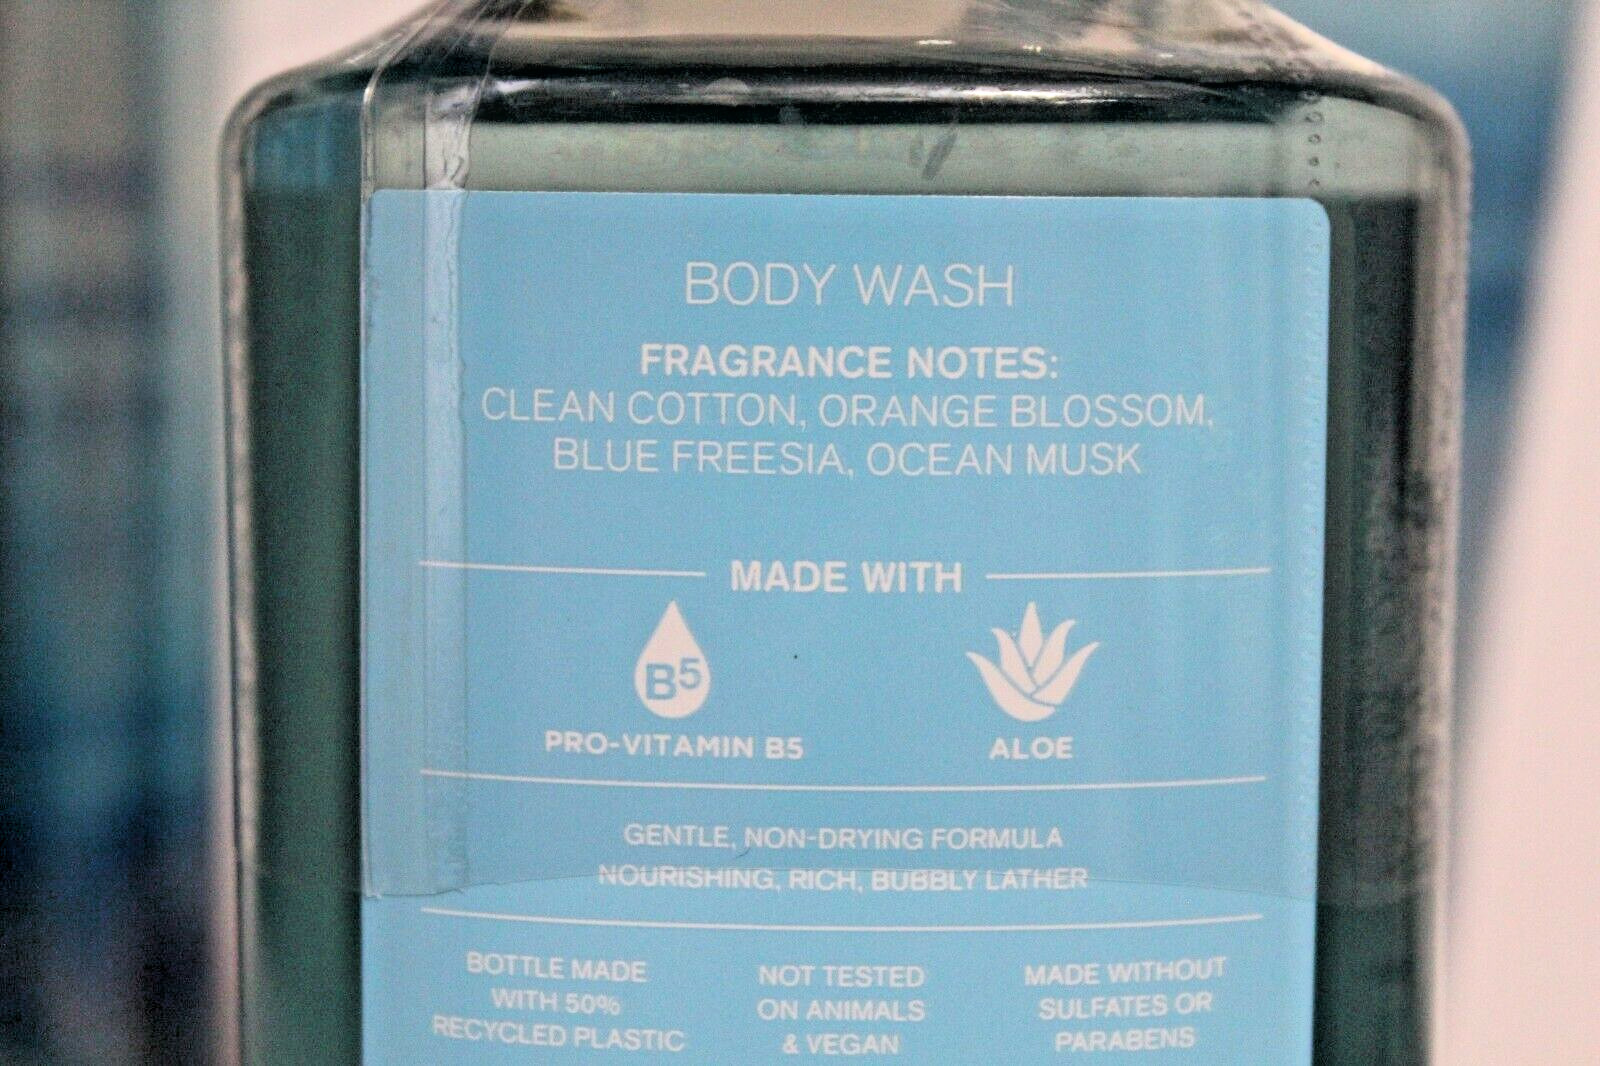 BODY WASH
FRAGRANCE NOTES:
CLEAN COTTON, ORANGE BLOSSOM,
BLUE FREESIA, OCEAN MUSK
MADE WITH
B5
PRO-VITAMIN B5
ALOE
GENTLE, NON-DRYING FORMULA
NOURISHING, RICH, BUBBLY LATHER
BOTTLE MADE
WITH 50%
RECYCLED PLASTIC
NOT TESTED
ON ANIMALS
& VEGAN
MADE WITHOUT
SULFATES OR
PARABENS